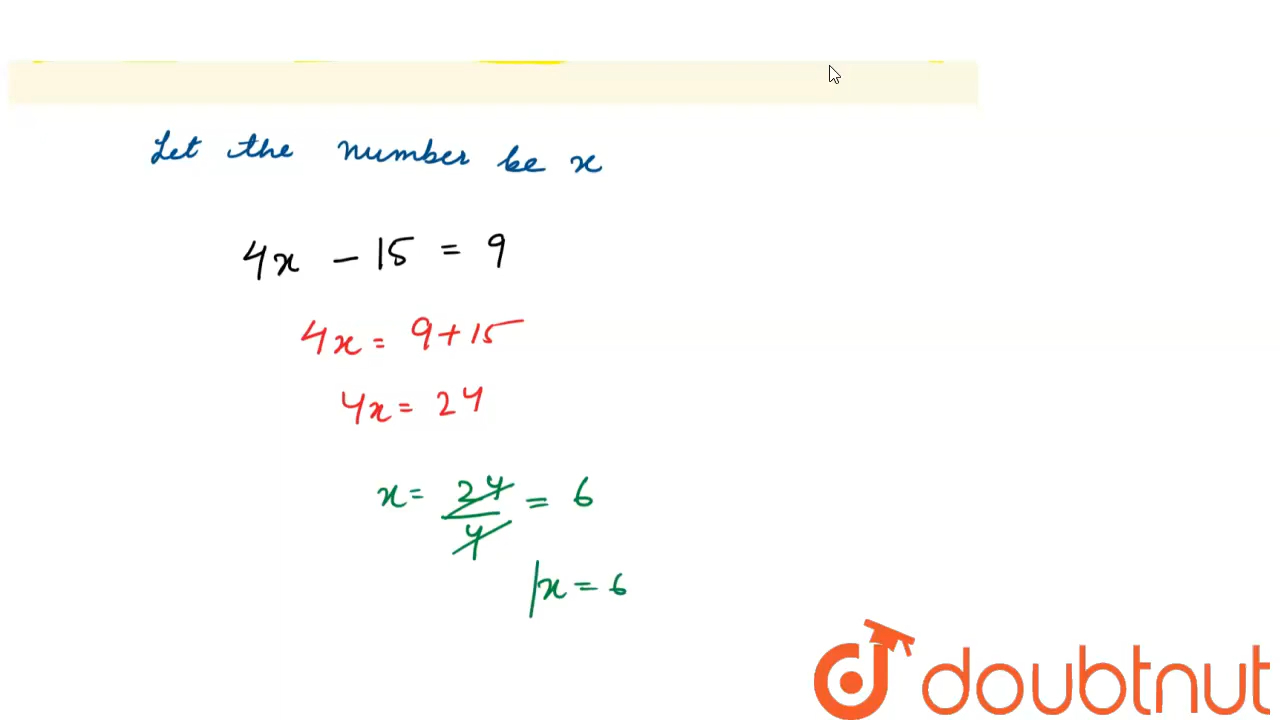 Let the number be x
4x - 15 = 9
4x = 9 + 15
4x = 24
x = 24/4 = 6
x = 6
doubtnut